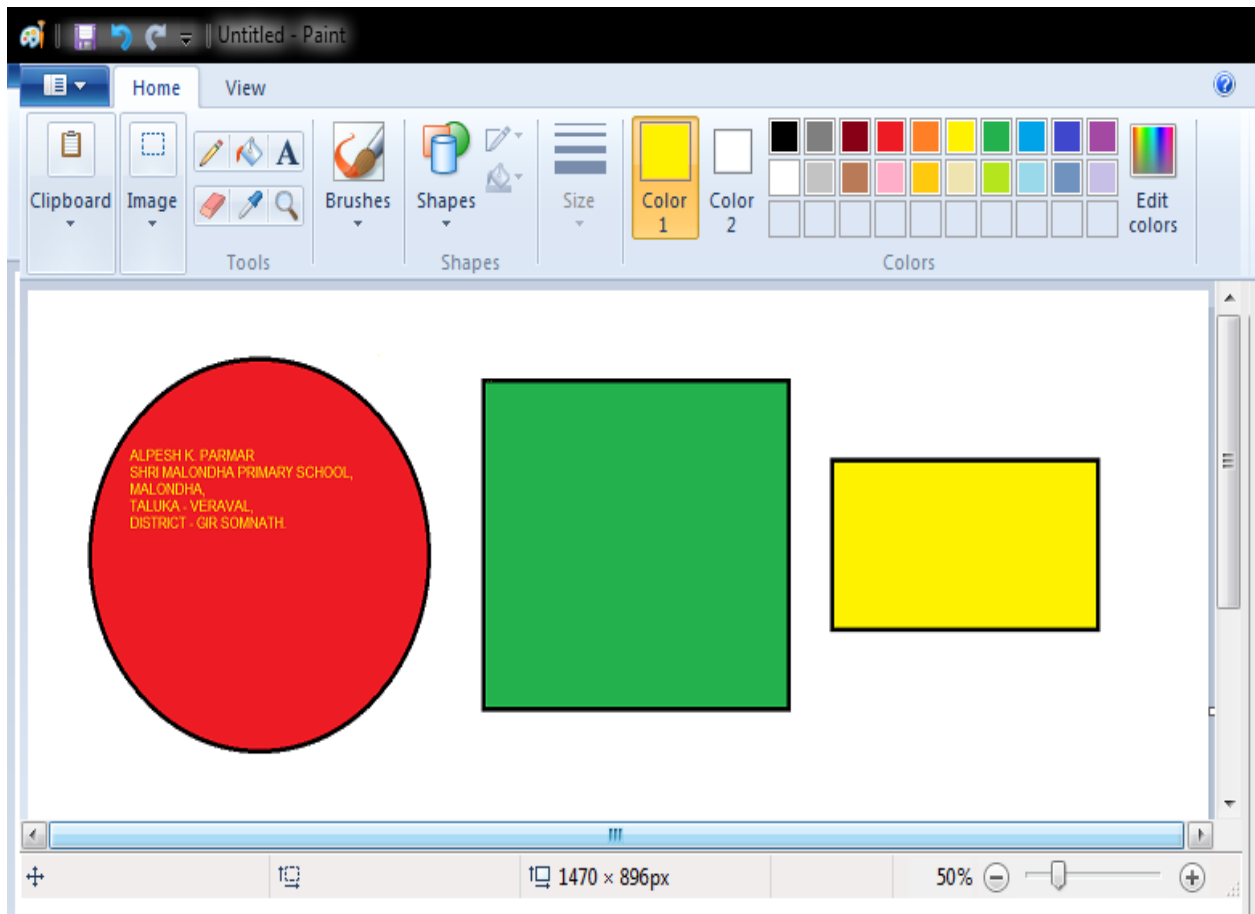 Untitled - Paint
Home View
Clipboard Image A Brushes Shapes Size Color 1 Color 2 Edit colors
Tools Shapes Colors
ALPESH K. PARMAR
SHRI MALONDHA PRIMARY SCHOOL,
MALONDHA,
TALUKA - VERAVAL,
DISTRICT - GIR SOMNATH.
1470 × 896px 50%